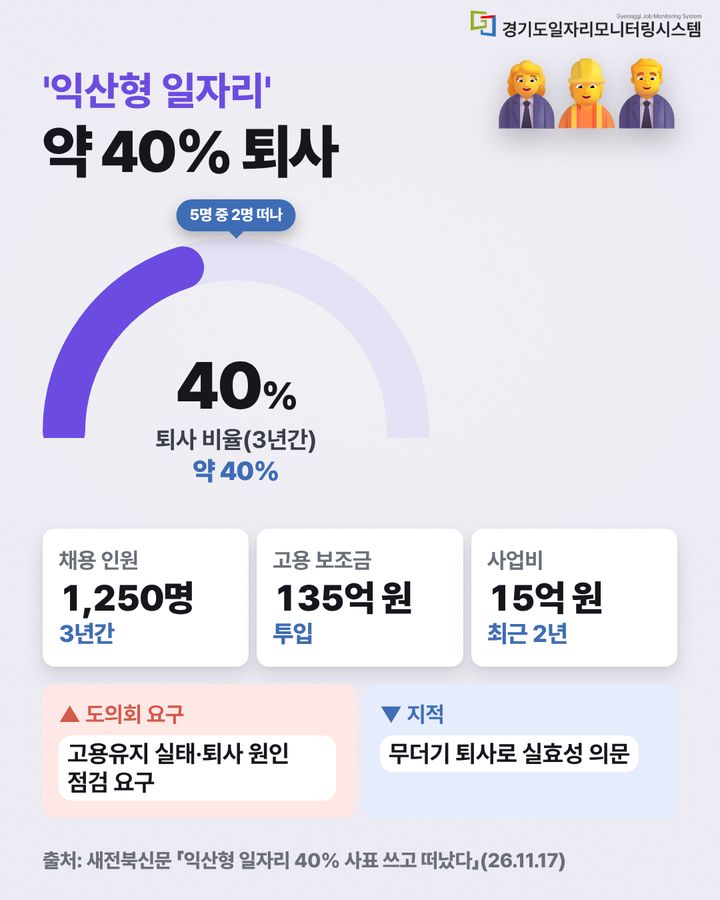 Gyeonggi Job Monitoring System
경기도일자리모니터링시스템
'익산형 일자리'
약 40% 퇴사
5명 중 2명 떠나
40%
퇴사 비율(3년간)
약 40%
채용 인원
1,250명
3년간
고용 보조금
135억 원
투입
사업비
15억 원
최근 2년
▲ 도의회 요구
고용유지 실태·퇴사 원인
점검 요구
▼ 지적
무더기 퇴사로 실효성 의문
출처: 새전북신문 「익산형 일자리 40% 사표 쓰고 떠났다」(26.11.17)